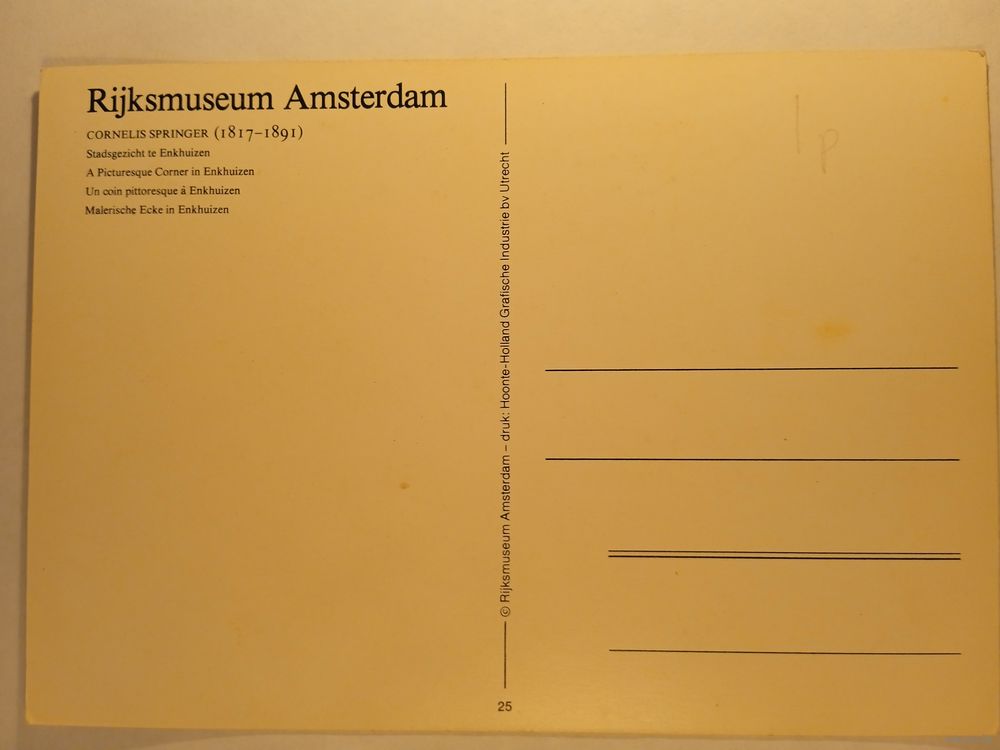 Rijksmuseum Amsterdam
CORNELIS SPRINGER (1817–1891)
Stadsgezicht te Enkhuizen
A Picturesque Corner in Enkhuizen
Un coin pittoresque à Enkhuizen
Malerische Ecke in Enkhuizen
© Rijksmuseum Amsterdam – druk: Hoonte-Holland Grafische Industrie bv Utrecht
25
1p